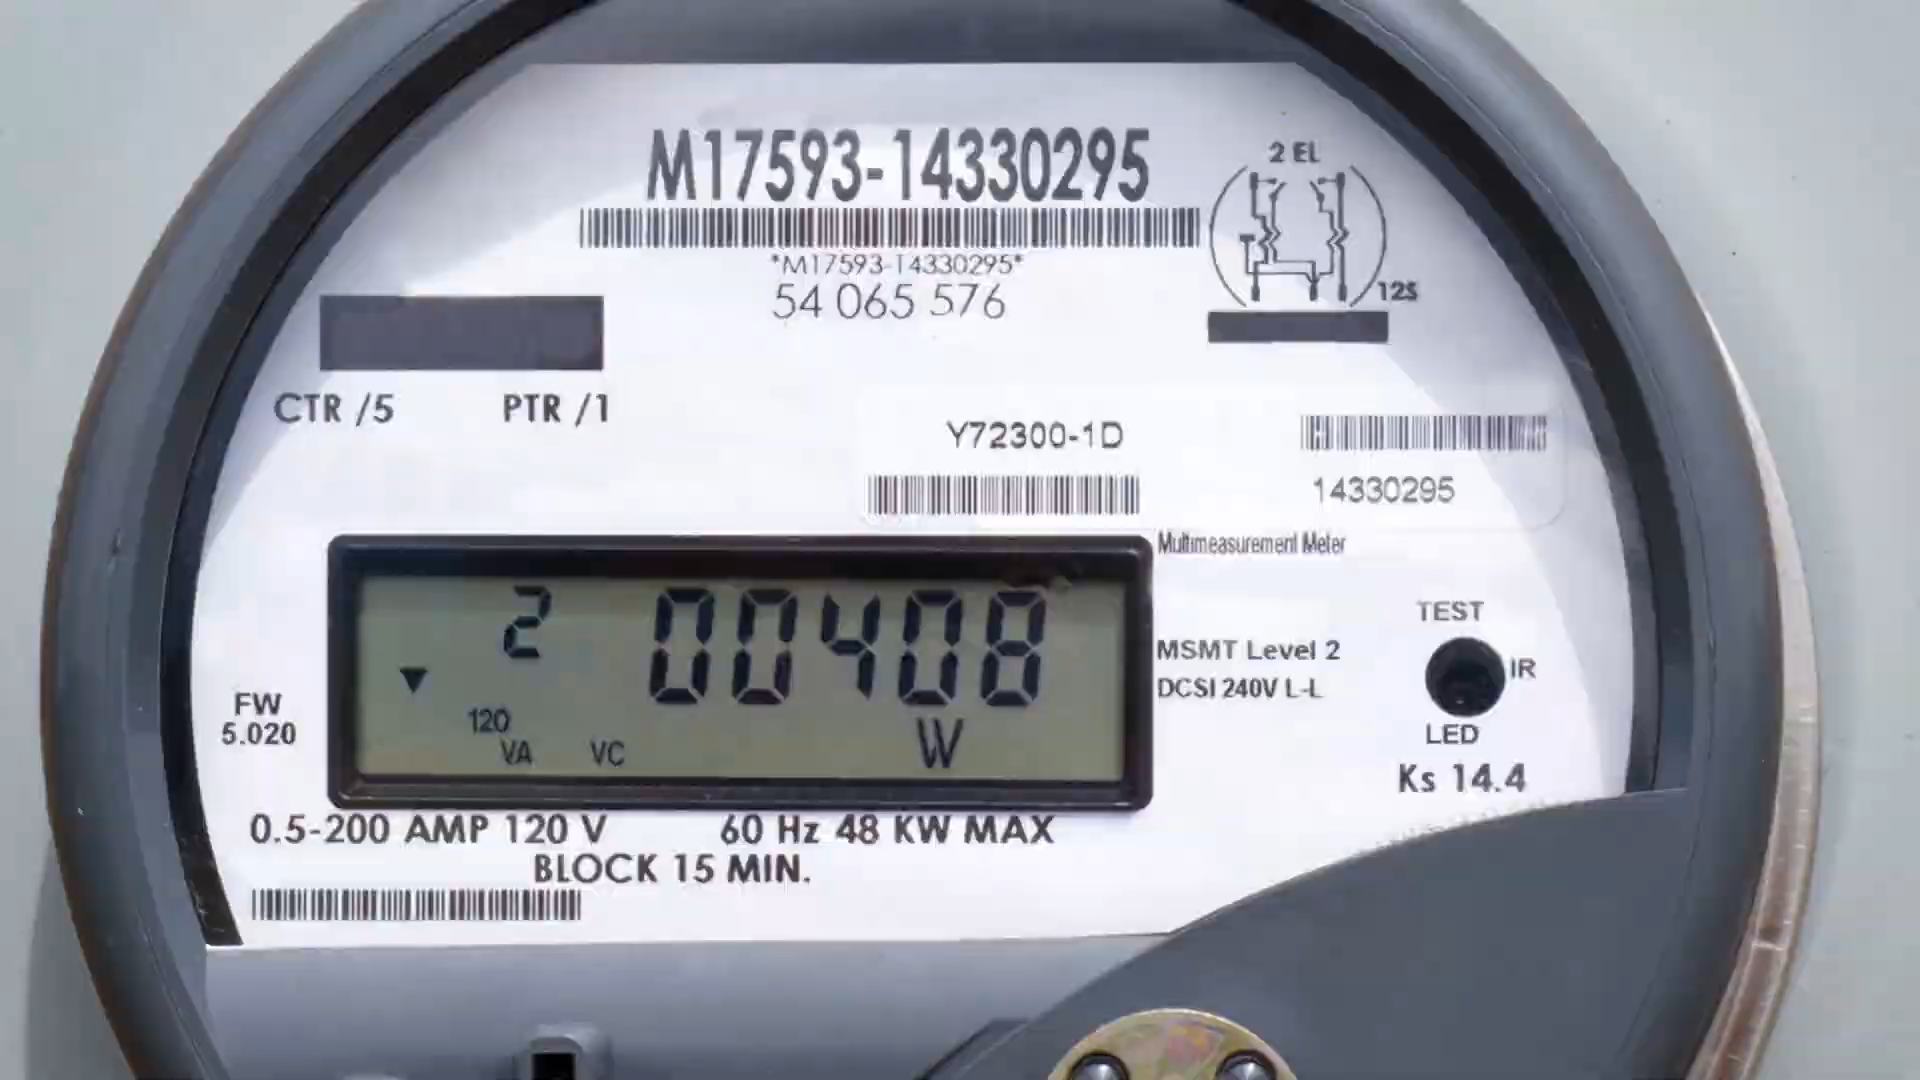 M17593-14330295
2 EL
*M17593-14330295*
54 065 576
12S
CTR /5 PTR /1
Y72300-1D
14330295
Multimeasurement Meter
2 00408
TEST
MSMT Level 2
IR
DCSI 240V L-L
FW
5.020
120
VA VC W
LED
Ks 14.4
0.5-200 AMP 120 V 60 Hz 48 KW MAX
BLOCK 15 MIN.